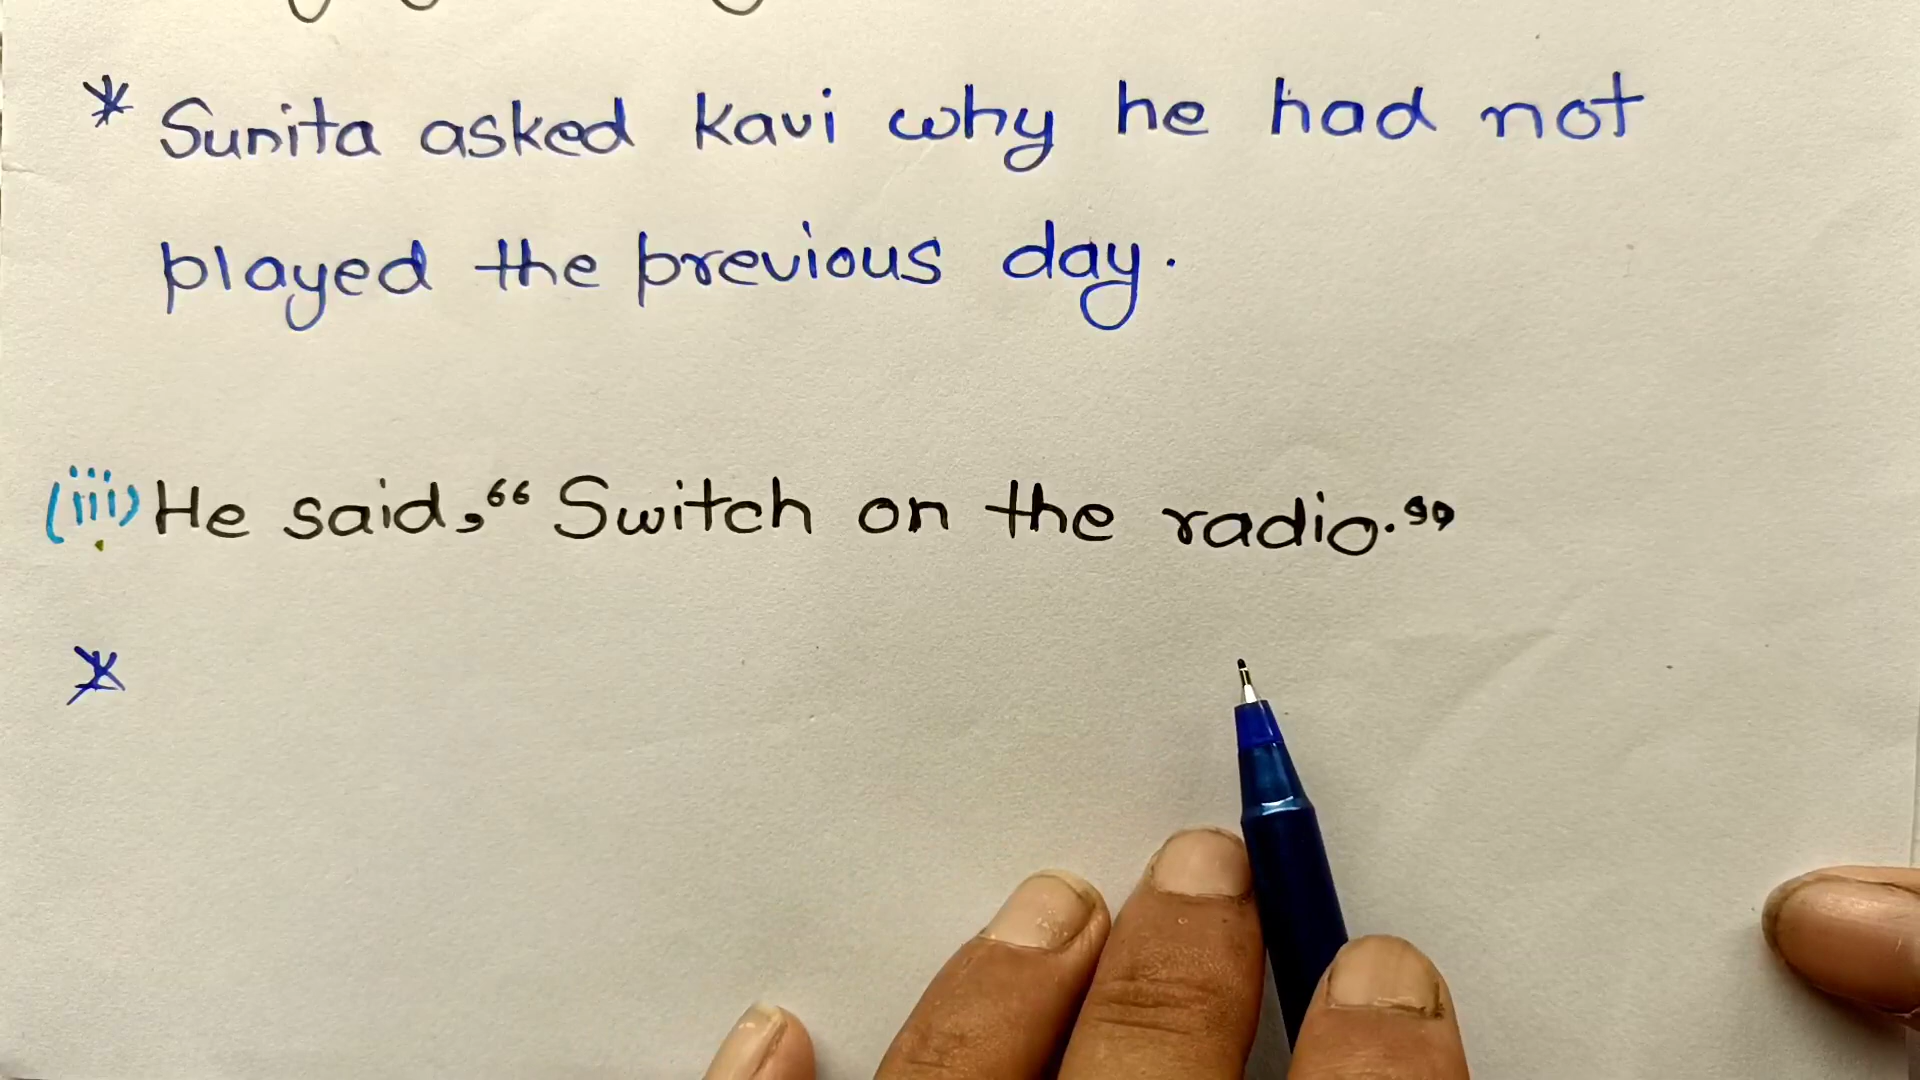 * Sunita asked Kavi why he had not
played the previous day.
(iii) He said, “Switch on the radio.”
*